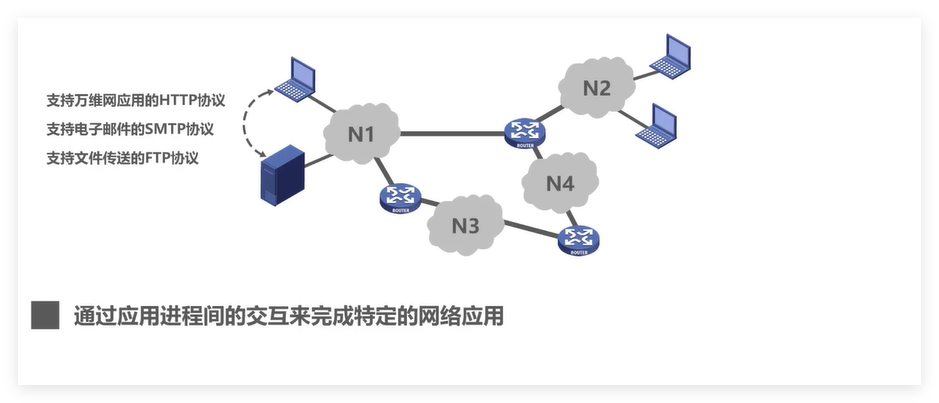 支持万维网应用的HTTP协议
支持电子邮件的SMTP协议
支持文件传送的FTP协议
N1
N2
N3
N4
ROUTER
ROUTER
ROUTER
通过应用进程间的交互来完成特定的网络应用